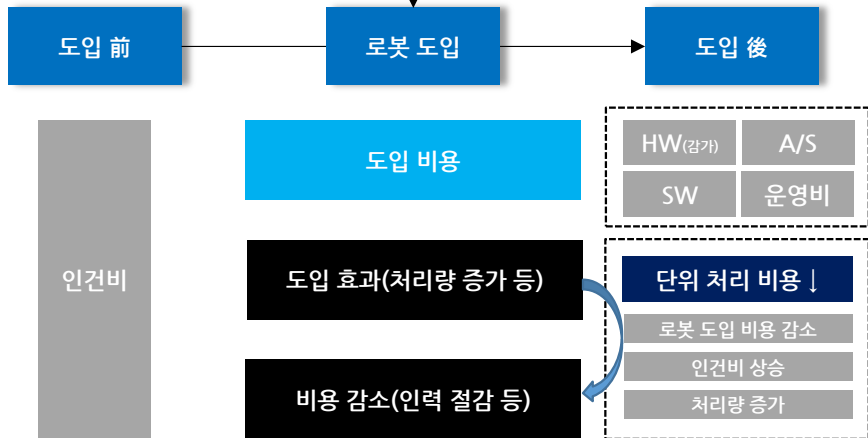 도입 前
로봇 도입
도입 後
인건비
도입 비용
도입 효과(처리량 증가 등)
비용 감소(인력 절감 등)
HW(감가)
A/S
SW
운영비
단위 처리 비용 ↓
로봇 도입 비용 감소
인건비 상승
처리량 증가